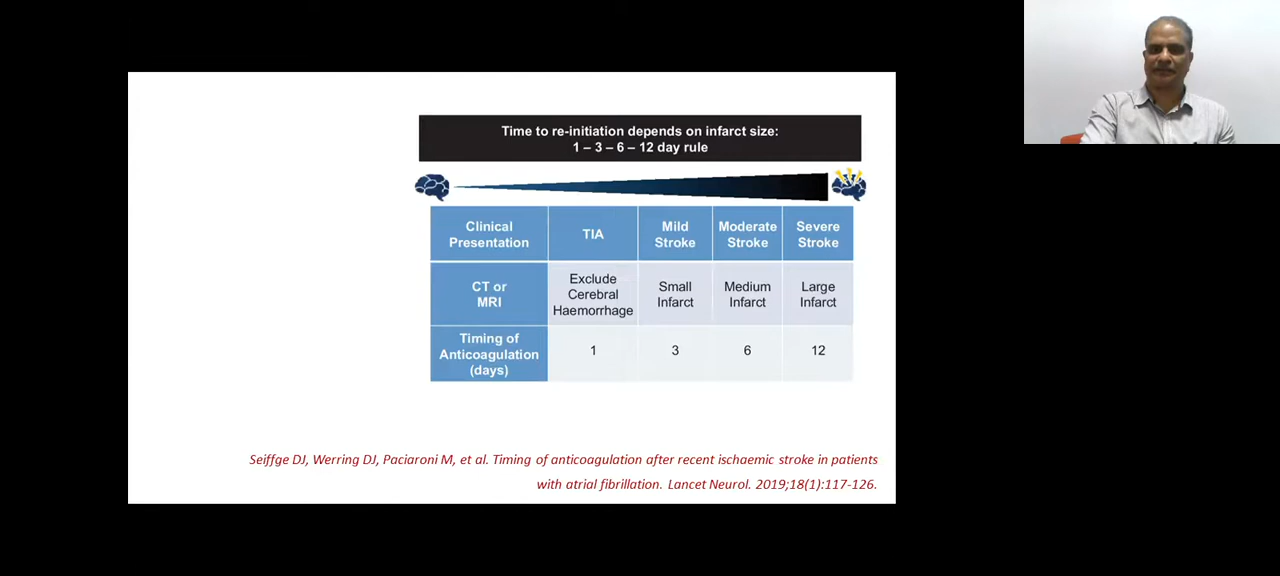 Time to re-initiation depends on infarct size:
1 – 3 – 6 – 12 day rule
Clinical
Presentation
TIA
Mild
Stroke
Moderate
Stroke
Severe
Stroke
CT or
MRI
Exclude
Cerebral
Haemorrhage
Small
Infarct
Medium
Infarct
Large
Infarct
Timing of
Anticoagulation
(days)
1
3
6
12
Seiffge DJ, Werring DJ, Paciaroni M, et al. Timing of anticoagulation after recent ischaemic stroke in patients
with atrial fibrillation. Lancet Neurol. 2019;18(1):117-126.